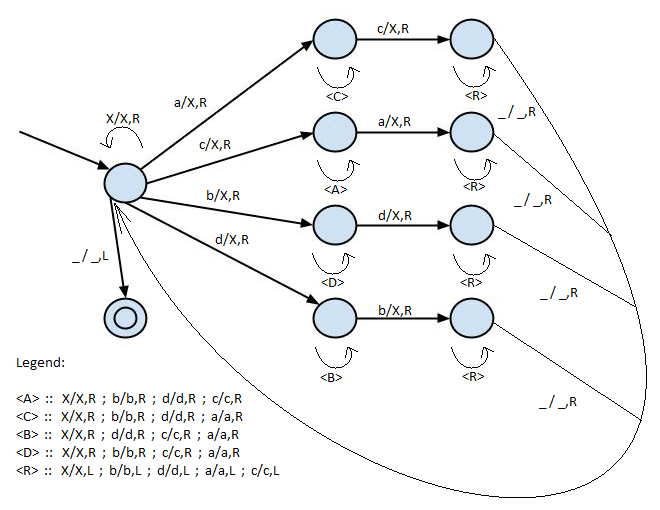 c/X,R
X/X,R
a/X,R
<C>
<R>
_ / _,R
c/X,R
a/X,R
<A>
<R>
b/X,R
_ / _,R
d/X,R
d/X,R
_ / _,L
<D>
<R>
_ / _,R
b/X,R
<B>
<R>
_ / _,R
Legend:
<A> :: X/X,R ; b/b,R ; d/d,R ; c/c,R
<C> :: X/X,R ; b/b,R ; d/d,R ; a/a,R
<B> :: X/X,R ; d/d,R ; c/c,R ; a/a,R
<D> :: X/X,R ; b/b,R ; c/c,R ; a/a,R
<R> :: X/X,L ; b/b,L ; d/d,L ; a/a,L ; c/c,L